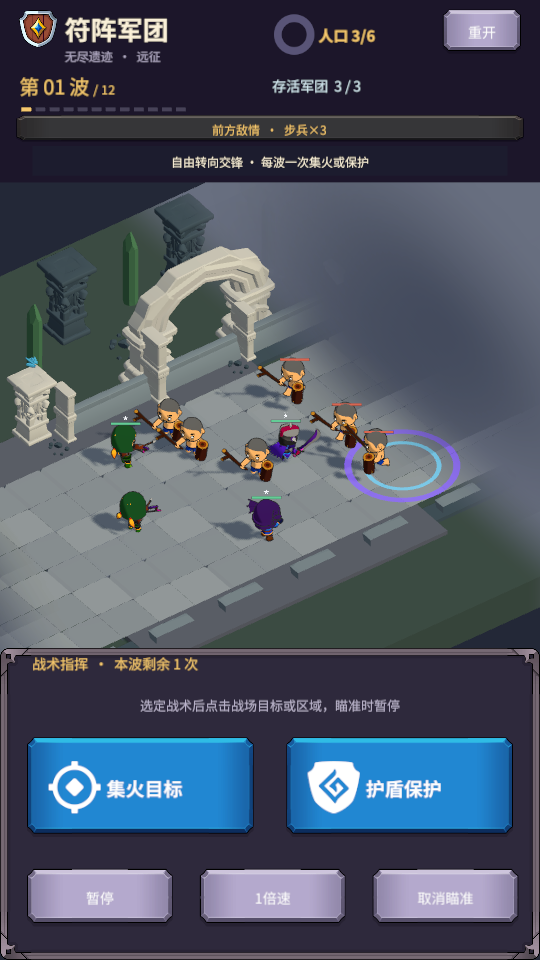 符阵军团
无尽遗迹 · 远征
人口 3/6
重开
第 01 波 / 12
存活军团 3 / 3
前方敌情 · 步兵×3
自由转向交锋 · 每波一次集火或保护
战术指挥 · 本波剩余 1 次
选定战术后点击战场目标或区域，瞄准时暂停
集火目标
护盾保护
暂停
1倍速
取消瞄准